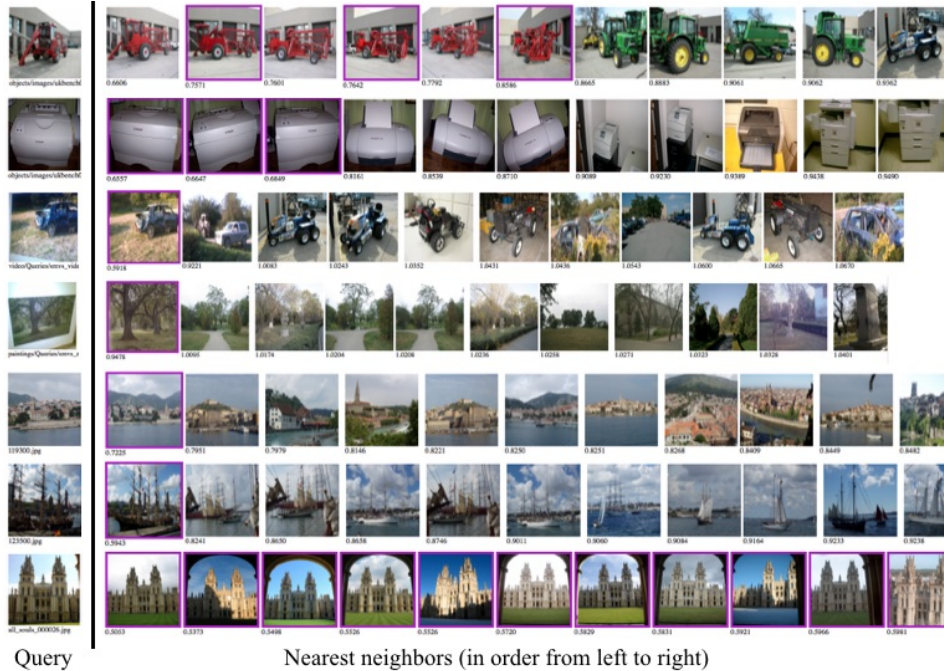 objects/images/ukbench0
0.6606 0.7571 0.7601 0.7642 0.7792 0.8586 0.8665 0.8883 0.9061 0.9062 0.9362
objects/images/ukbench0
0.6557 0.6647 0.6849 0.8161 0.8539 0.8710 0.9089 0.9230 0.9389 0.9438 0.9490
video/Queries/smvs_vide
0.5918 0.9221 1.0083 1.0243 1.0352 1.0431 1.0436 1.0543 1.0600 1.0665 1.0670
paintings/Queries/smvs_
0.9478 1.0095 1.0174 1.0204 1.0208 1.0236 1.0258 1.0273 1.0325 1.0328 1.0401
119300.jpg
0.7225 0.7951 0.7979 0.8146 0.8221 0.8250 0.8251 0.8268 0.8409 0.8449 0.8482
123500.jpg
0.5943 0.8241 0.8650 0.8658 0.8746 0.9011 0.9060 0.9084 0.9164 0.9233 0.9238
all_souls_000026.jpg
0.5053 0.5373 0.5498 0.5526 0.5526 0.5720 0.5829 0.5831 0.5921 0.5966 0.5981
Query Nearest neighbors (in order from left to right)